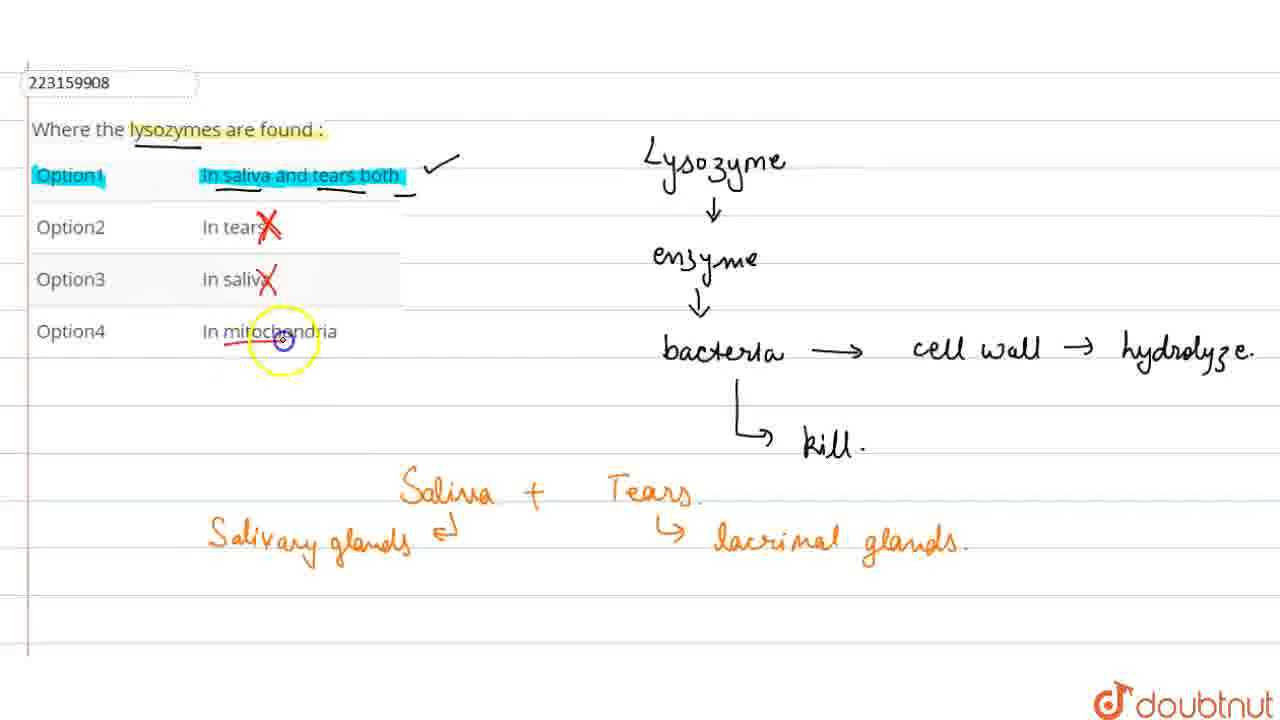 223159908
Where the lysozymes are found :
Option1 In saliva and tears both
Option2 In tears
Option3 In saliva
Option4 In mitochondria
Lysozyme
enzyme
bacteria → cell wall → hydrolyze.
kill.
Saliva + Tears.
Salivary glands lacrimal glands.
doubtnut